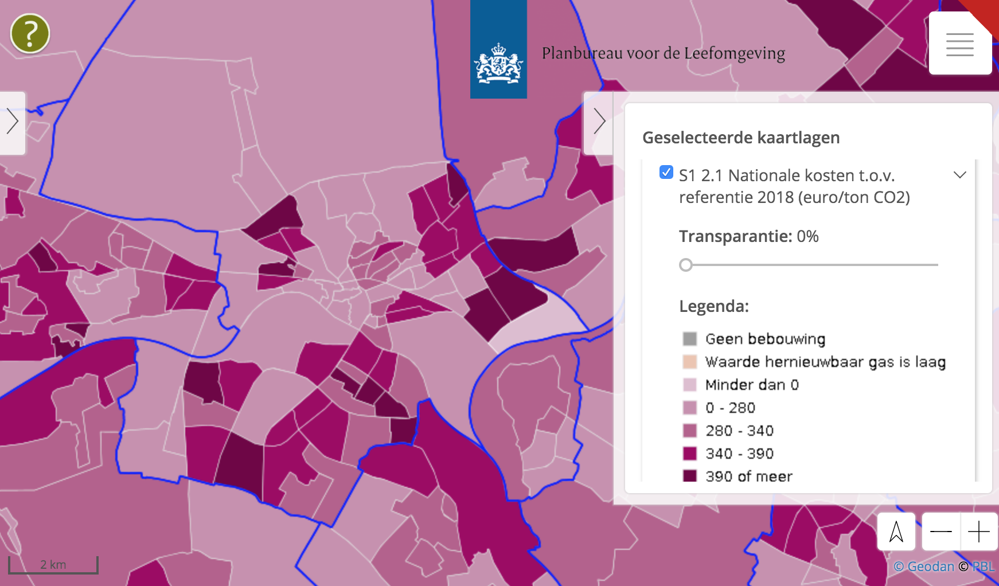 ?
Planbureau voor de Leefomgeving
Geselecteerde kaartlagen
S1 2.1 Nationale kosten t.o.v.
referentie 2018 (euro/ton CO2)
Transparantie: 0%
Legenda:
Geen bebouwing
Waarde hernieuwbaar gas is laag
Minder dan 0
0 - 280
280 - 340
340 - 390
390 of meer
2 km
© Geodan © PBL